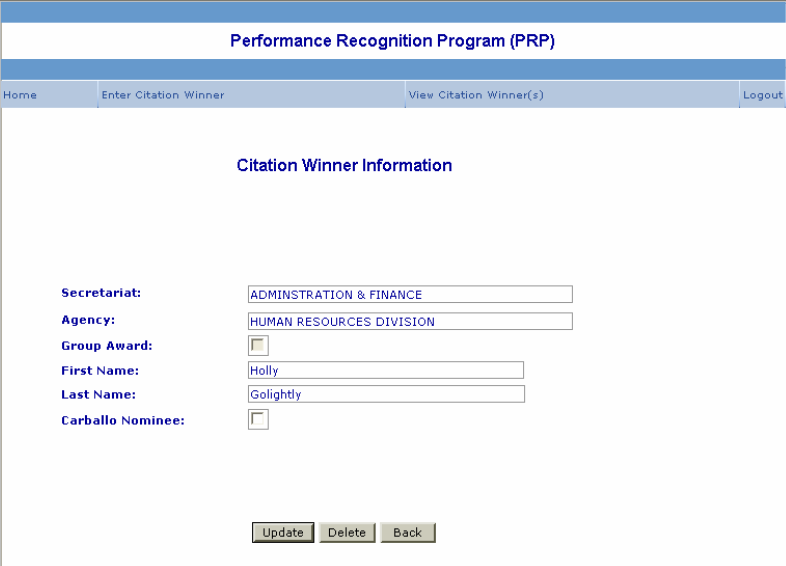 Performance Recognition Program (PRP)
Home Enter Citation Winner View Citation Winner(s) Logout
Citation Winner Information
Secretariat: ADMINSTRATION & FINANCE
Agency: HUMAN RESOURCES DIVISION
Group Award:
First Name: Holly
Last Name: Golightly
Carballo Nominee:
Update Delete Back